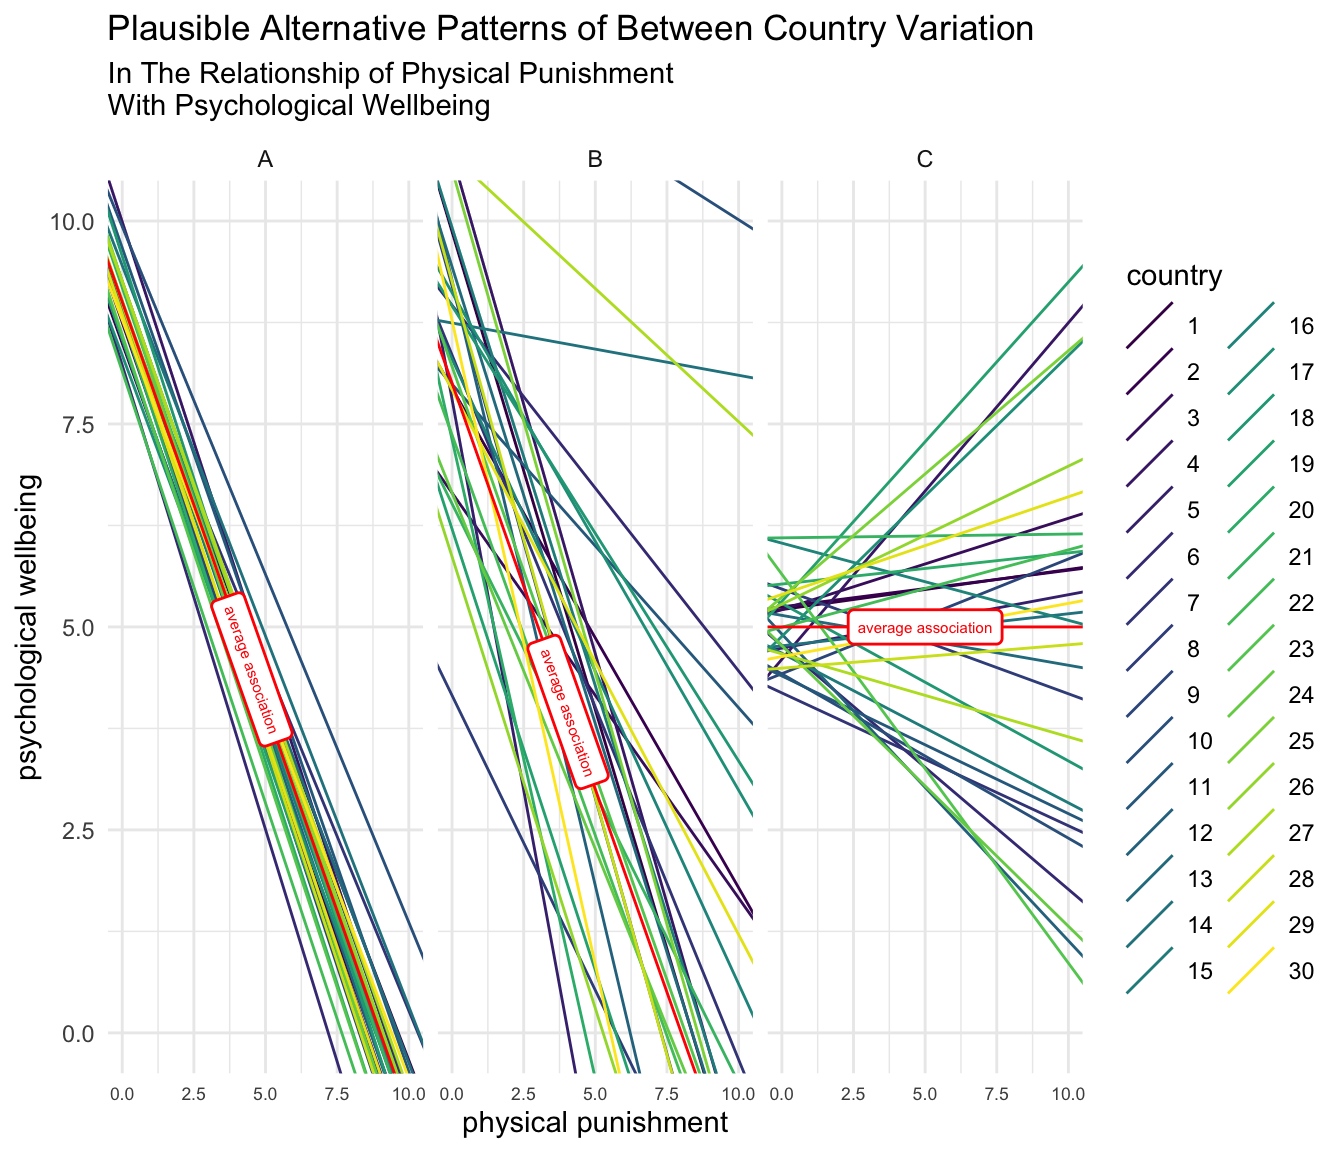 Plausible Alternative Patterns of Between Country Variation
In The Relationship of Physical Punishment
With Psychological Wellbeing
A
B
C
psychological wellbeing
10.0
7.5
5.0
2.5
0.0
average association
average association
average association
0.0 2.5 5.0 7.5 10.0
0.0 2.5 5.0 7.5 10.0
0.0 2.5 5.0 7.5 10.0
physical punishment
country
1 16
2 17
3 18
4 19
5 20
6 21
7 22
8 23
9 24
10 25
11 26
12 27
13 28
14 29
15 30